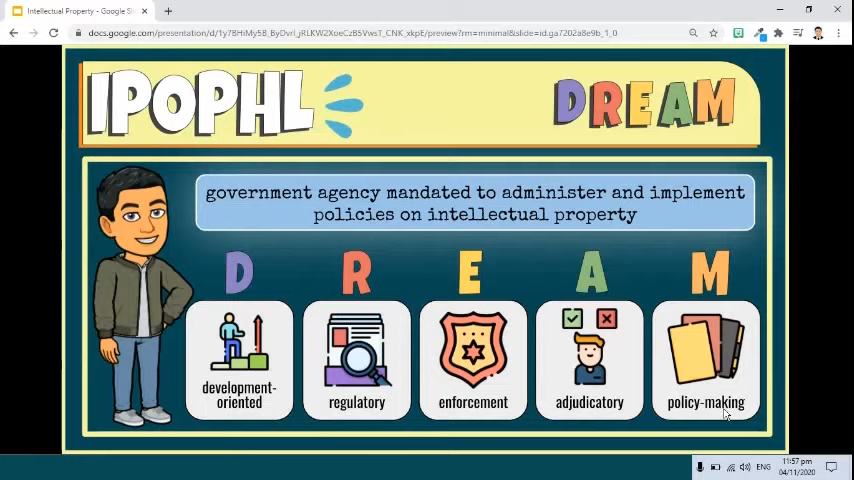 Intellectual Property - Google Sli
docs.google.com/presentation/d/1y7BHiMy5B_ByDvrl_jRLKW2XoeCzB5VwsT_CNK_xkpE/preview?rm=minimal&slide=id.ga7202a8e9b_1_0
IPOPHL
DREAM
government agency mandated to administer and implement
policies on intellectual property
D R E A M
development-
oriented
regulatory
enforcement
adjudicatory
policy-making
ENG
11:57 pm
04/11/2020